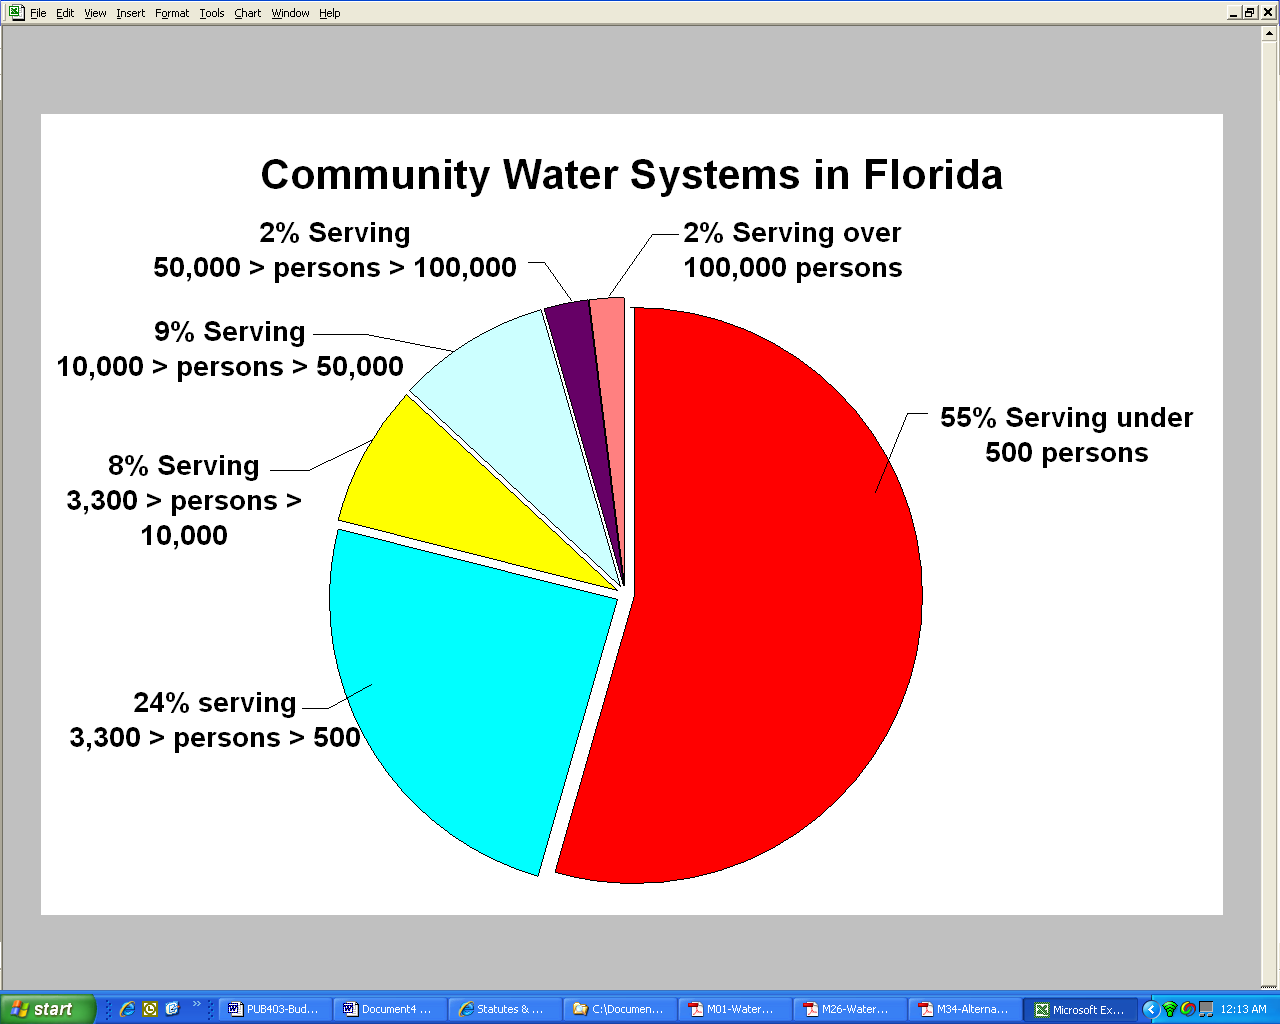 File Edit View Insert Format Tools Chart Window Help
Community Water Systems in Florida
2% Serving
50,000 > persons > 100,000
2% Serving over
100,000 persons
9% Serving
10,000 > persons > 50,000
55% Serving under
500 persons
8% Serving
3,300 > persons >
10,000
24% serving
3,300 > persons > 500
start
PUB403-Bud...
Document4 ...
Statutes & ...
C:\Documen...
M01-Water...
M26-Water...
M34-Alterna...
Microsoft Ex...
12:13 AM